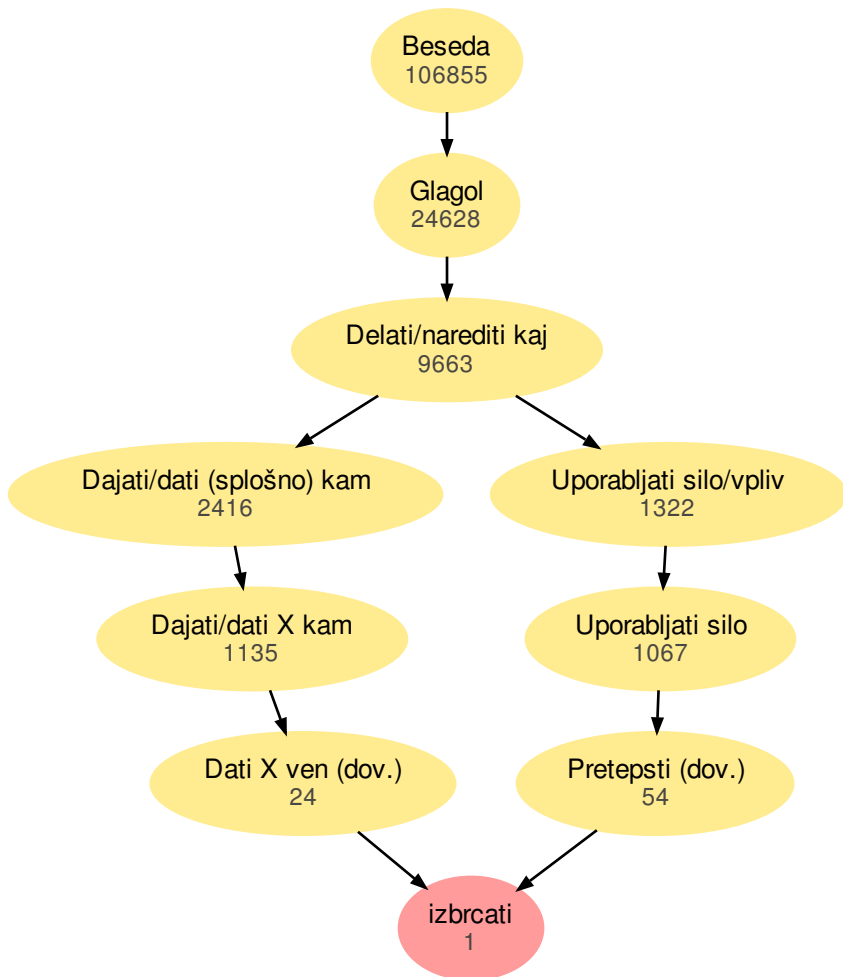 Beseda
106855
Glagol
24628
Delati/narediti kaj
9663
Dajati/dati (splošno) kam
2416
Uporabljati silo/vpliv
1322
Dajati/dati X kam
1135
Uporabljati silo
1067
Dati X ven (dov.)
24
Pretepsti (dov.)
54
izbrcati
1